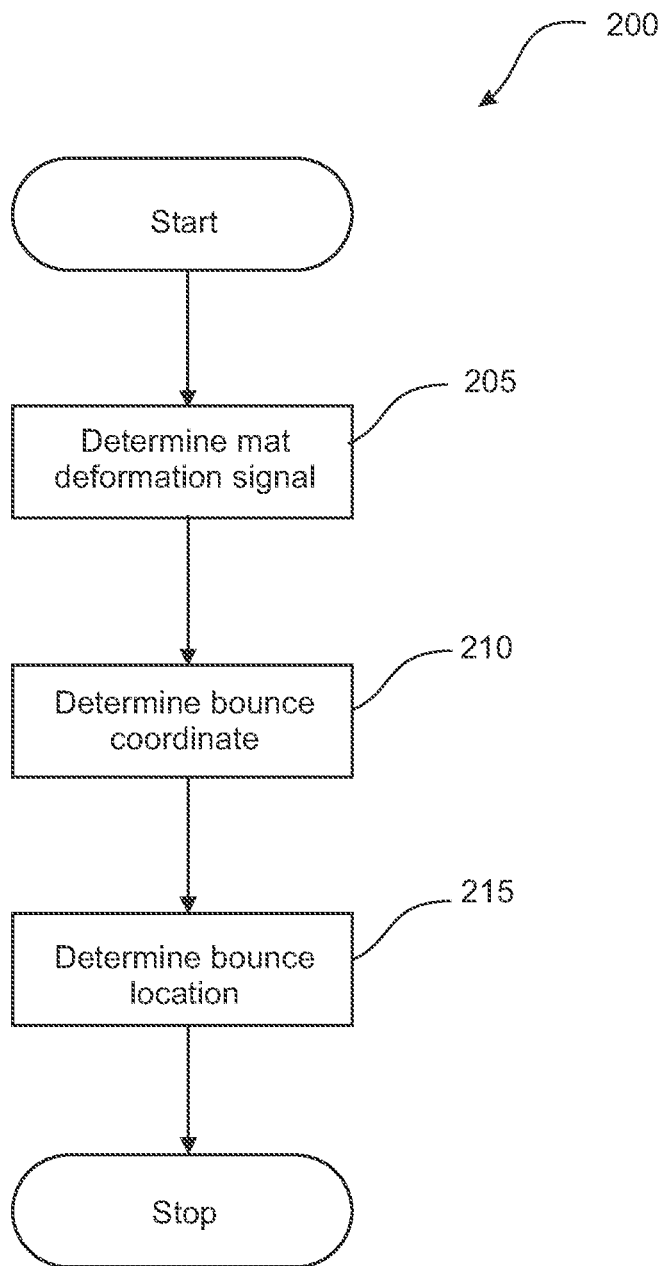 200
Start
205
Determine mat
deformation signal
210
Determine bounce
coordinate
215
Determine bounce
location
Stop